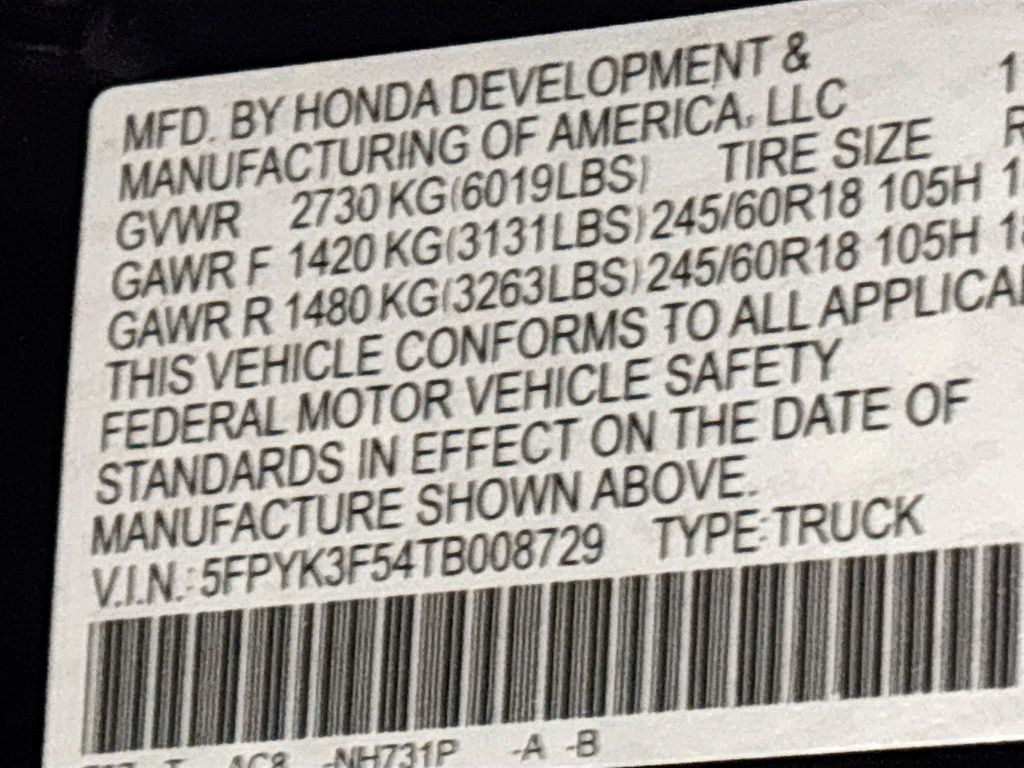 MFD. BY HONDA DEVELOPMENT &
MANUFACTURING OF AMERICA, LLC
GVWR 2730 KG(6019LBS) TIRE SIZE
GAWR F 1420 KG(3131LBS) 245/60R18 105H
GAWR R 1480 KG(3263LBS) 245/60R18 105H
THIS VEHICLE CONFORMS TO ALL
FEDERAL MOTOR VEHICLE SAFETY
STANDARDS IN EFFECT ON THE DATE OF
MANUFACTURE SHOWN ABOVE.
V.I.N.: 5FPYK3F54TB008729 TYPE:TRUCK
-NH731P -A -B